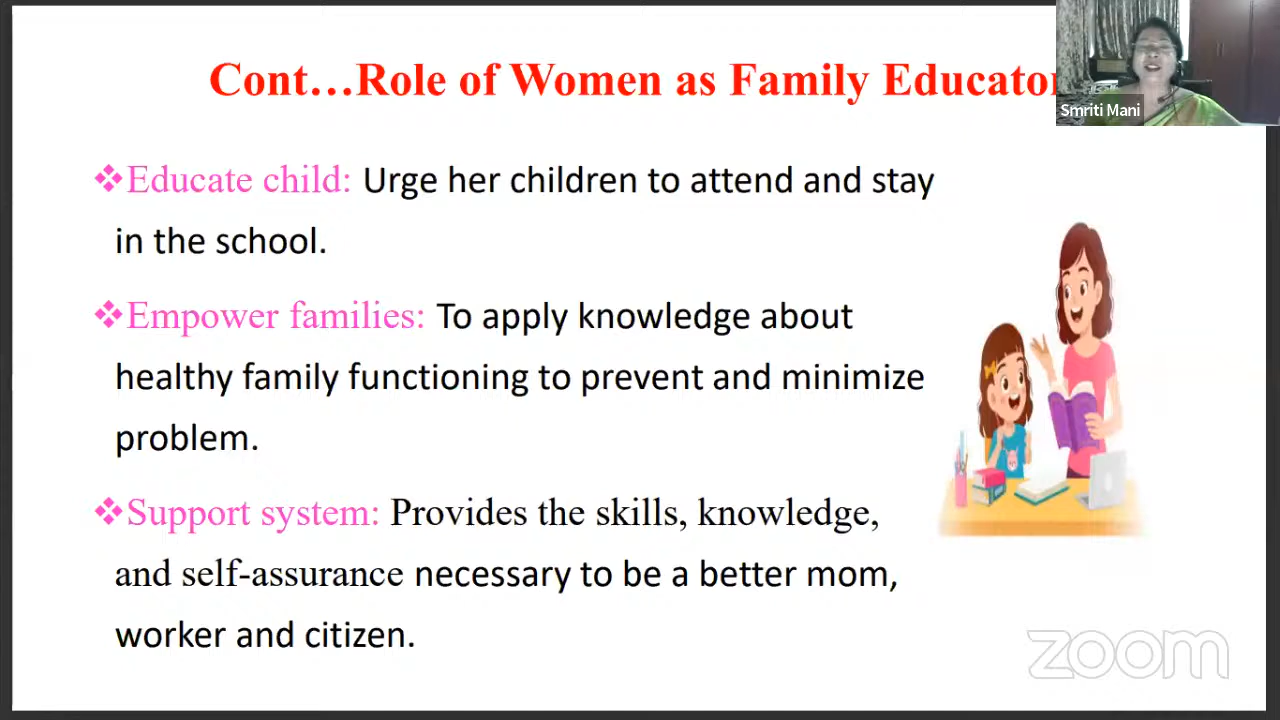 Cont…Role of Women as Family Educator
Smriti Mani
❖Educate child: Urge her children to attend and stay
in the school.
❖Empower families: To apply knowledge about
healthy family functioning to prevent and minimize
problem.
❖Support system: Provides the skills, knowledge,
and self-assurance necessary to be a better mom,
worker and citizen.
zoom